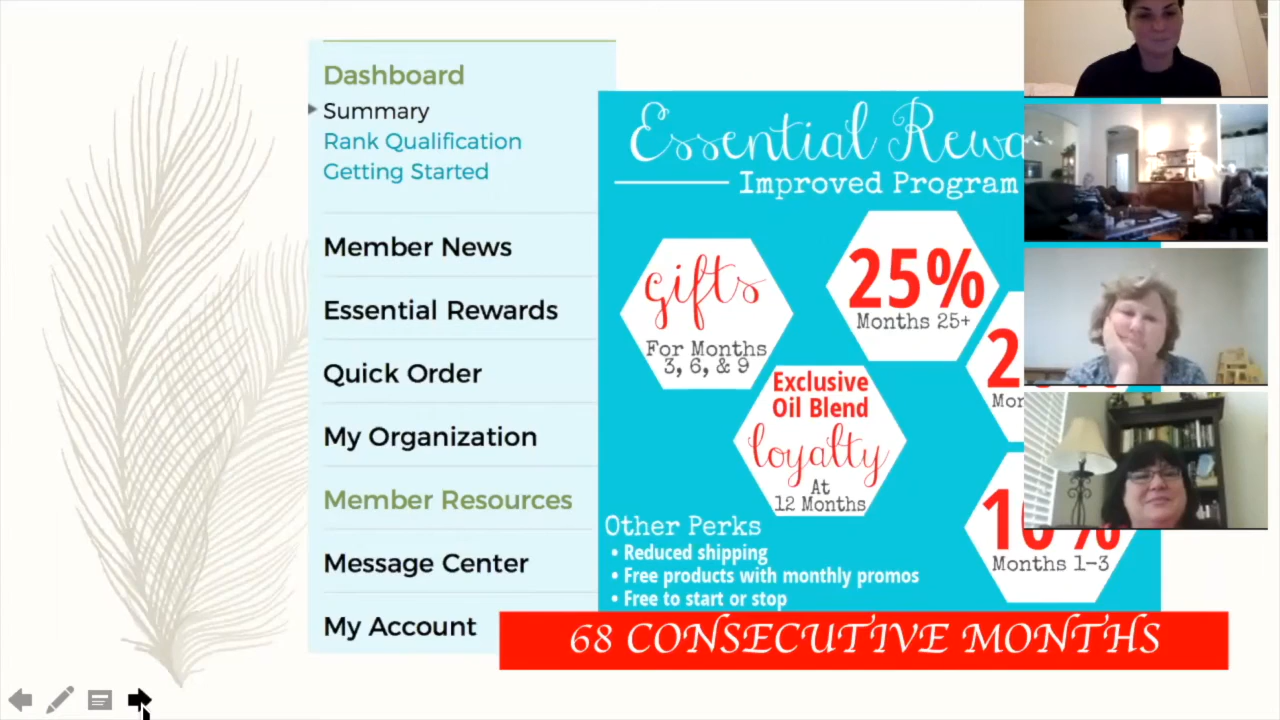 Dashboard
Summary
Rank Qualification
Getting Started
Member News
Essential Rewards
Quick Order
My Organization
Member Resources
Message Center
My Account
Essential
Improved Program
gifts
For Months
3, 6, & 9
25%
Months 25+
Exclusive
Oil Blend
loyalty
At
12 Months
10%
Months 1-3
Other Perks
• Reduced shipping
• Free products with monthly promos
• Free to start or stop
68 CONSECUTIVE MONTHS